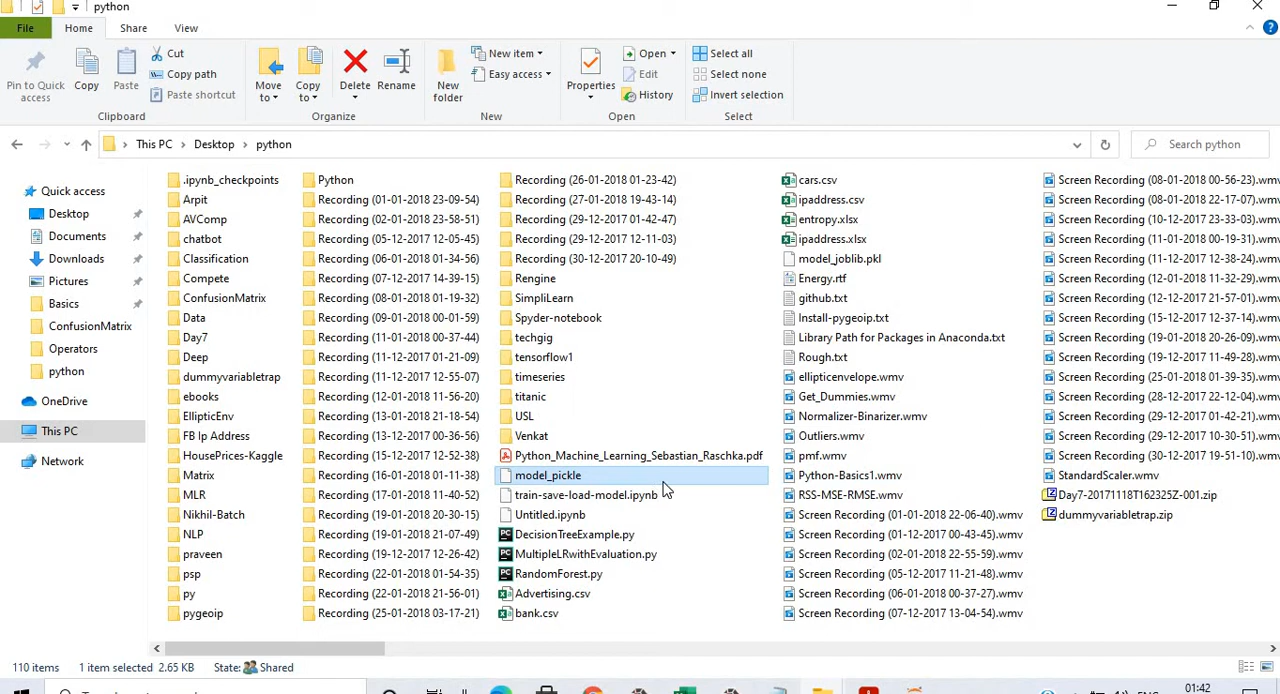 python
File
Home
Share
View
Pin to Quick access
Copy
Paste
Cut
Copy path
Paste shortcut
Clipboard
Move to
Copy to
Delete
Rename
Organize
New folder
New item
Easy access
New
Properties
Open
Edit
History
Open
Select all
Select none
Invert selection
Select
This PC
Desktop
python
Search python
Quick access
Desktop
Documents
Downloads
Pictures
Basics
ConfusionMatrix
Operators
python
OneDrive
This PC
Network
.ipynb_checkpoints
Arpit
AVComp
chatbot
Classification
Compete
ConfusionMatrix
Data
Day7
Deep
dummyvariabletrap
ebooks
EllipticEnv
FB Ip Address
HousePrices-Kaggle
Matrix
MLR
Nikhil-Batch
NLP
praveen
psp
py
pygeoip
Python
Recording (01-01-2018 23-09-54)
Recording (02-01-2018 23-58-51)
Recording (05-12-2017 12-05-45)
Recording (06-01-2018 01-34-56)
Recording (07-12-2017 14-39-15)
Recording (08-01-2018 01-19-32)
Recording (09-01-2018 00-01-59)
Recording (11-01-2018 00-37-44)
Recording (11-12-2017 01-21-09)
Recording (11-12-2017 12-55-07)
Recording (12-01-2018 11-56-20)
Recording (13-01-2018 21-18-54)
Recording (13-12-2017 00-36-56)
Recording (15-12-2017 12-52-38)
Recording (16-01-2018 01-11-38)
Recording (17-01-2018 11-40-52)
Recording (19-01-2018 20-30-15)
Recording (19-01-2018 21-07-49)
Recording (19-12-2017 12-26-42)
Recording (22-01-2018 01-54-35)
Recording (22-01-2018 21-56-01)
Recording (25-01-2018 03-17-21)
Recording (26-01-2018 01-23-42)
Recording (27-01-2018 19-43-14)
Recording (29-12-2017 01-42-47)
Recording (29-12-2017 12-11-03)
Recording (30-12-2017 20-10-49)
Rengine
SimpliLearn
Spyder-notebook
techgig
tensorflow1
timeseries
titanic
USL
Venkat
Python_Machine_Learning_Sebastian_Raschka.pdf
model_pickle
train-save-load-model.ipynb
Untitled.ipynb
DecisionTreeExample.py
MultipleLRwithEvaluation.py
RandomForest.py
Advertising.csv
bank.csv
cars.csv
ipaddress.csv
entropy.xlsx
ipaddress.xlsx
model_joblib.pkl
Energy.rtf
github.txt
Install-pygeoip.txt
Library Path for Packages in Anaconda.txt
Rough.txt
ellipticenvelope.wmv
Get_Dummies.wmv
Normalizer-Binarizer.wmv
Outliers.wmv
pmf.wmv
Python-Basics1.wmv
RSS-MSE-RMSE.wmv
Screen Recording (01-01-2018 22-06-40).wmv
Screen Recording (01-12-2017 00-43-45).wmv
Screen Recording (02-01-2018 22-55-59).wmv
Screen Recording (05-12-2017 11-21-48).wmv
Screen Recording (06-01-2018 00-37-27).wmv
Screen Recording (07-12-2017 13-04-54).wmv
Screen Recording (08-01-2018 00-56-23).wmv
Screen Recording (08-01-2018 22-17-07).wmv
Screen Recording (10-12-2017 23-33-03).wmv
Screen Recording (11-01-2018 00-19-31).wmv
Screen Recording (11-12-2017 12-38-24).wmv
Screen Recording (12-01-2018 11-32-29).wmv
Screen Recording (12-12-2017 21-57-01).wmv
Screen Recording (16-12-2017 12-37-14).wmv
Screen Recording (19-01-2018 20-26-09).wmv
Screen Recording (19-12-2017 11-49-28).wmv
Screen Recording (25-01-2018 01-39-35).wmv
Screen Recording (28-12-2017 22-12-04).wmv
Screen Recording (29-12-2017 01-42-21).wmv
Screen Recording (29-12-2017 10-30-51).wmv
Screen Recording (30-12-2017 19-51-10).wmv
StandardScaler.wmv
Day7-20171118T162325Z-001.zip
dummyvariabletrap.zip
110 items
1 item selected 2.65 KB
State:
Shared
01:42